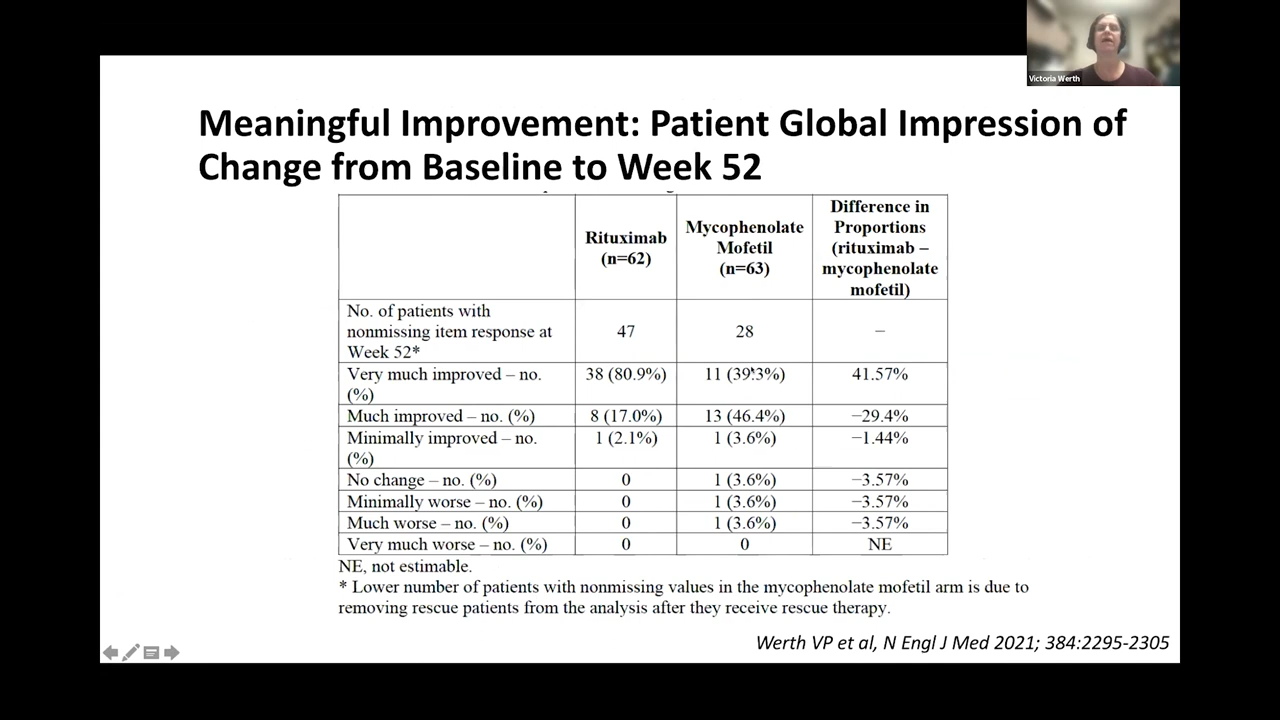 Victoria Werth
Meaningful Improvement: Patient Global Impression of
Change from Baseline to Week 52
Rituximab
(n=62)
Mycophenolate
Mofetil
(n=63)
Difference in
Proportions
(rituximab –
mycophenolate
mofetil)
No. of patients with
nonmissing item response at
Week 52*
47
28
–
Very much improved – no.
(%)
38 (80.9%)
11 (39.3%)
41.57%
Much improved – no. (%)
8 (17.0%)
13 (46.4%)
−29.4%
Minimally improved – no.
(%)
1 (2.1%)
1 (3.6%)
−1.44%
No change – no. (%)
0
1 (3.6%)
−3.57%
Minimally worse – no. (%)
0
1 (3.6%)
−3.57%
Much worse – no. (%)
0
1 (3.6%)
−3.57%
Very much worse – no. (%)
0
0
NE
NE, not estimable.
* Lower number of patients with nonmissing values in the mycophenolate mofetil arm is due to
removing rescue patients from the analysis after they receive rescue therapy.
Werth VP et al, N Engl J Med 2021; 384:2295-2305